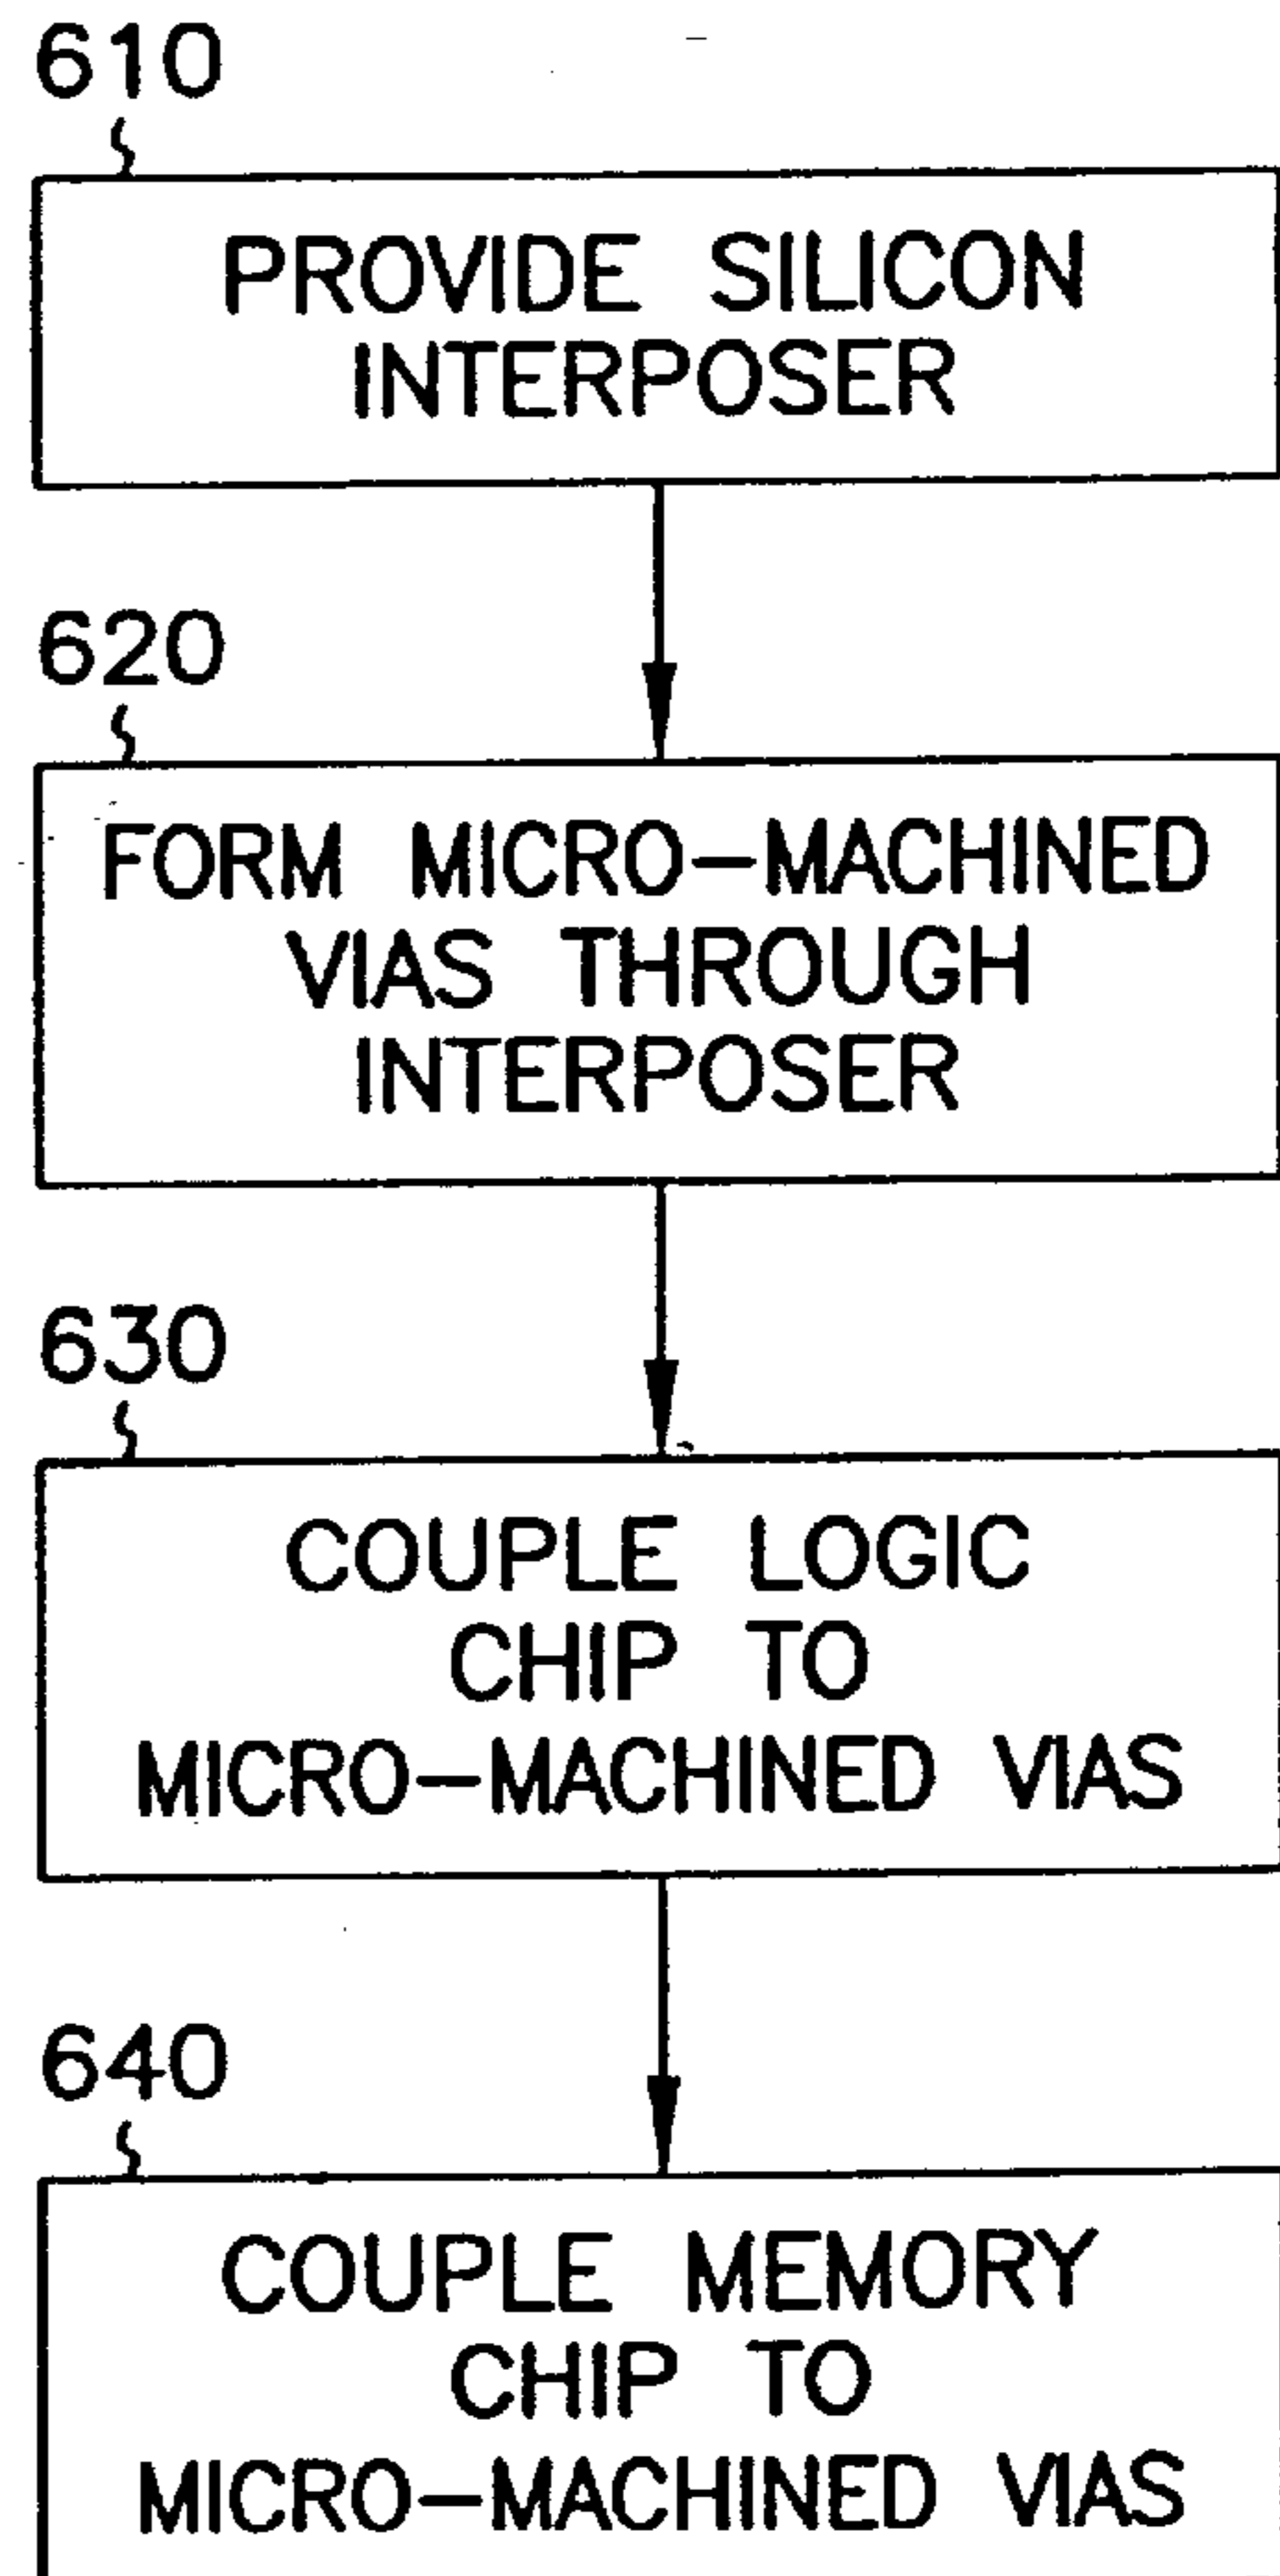 610
PROVIDE SILICON
INTERPOSER
620
FORM MICRO-MACHINED
VIAS THROUGH
INTERPOSER
630
COUPLE LOGIC
CHIP TO
MICRO-MACHINED VIAS
640
COUPLE MEMORY
CHIP TO
MICRO-MACHINED VIAS